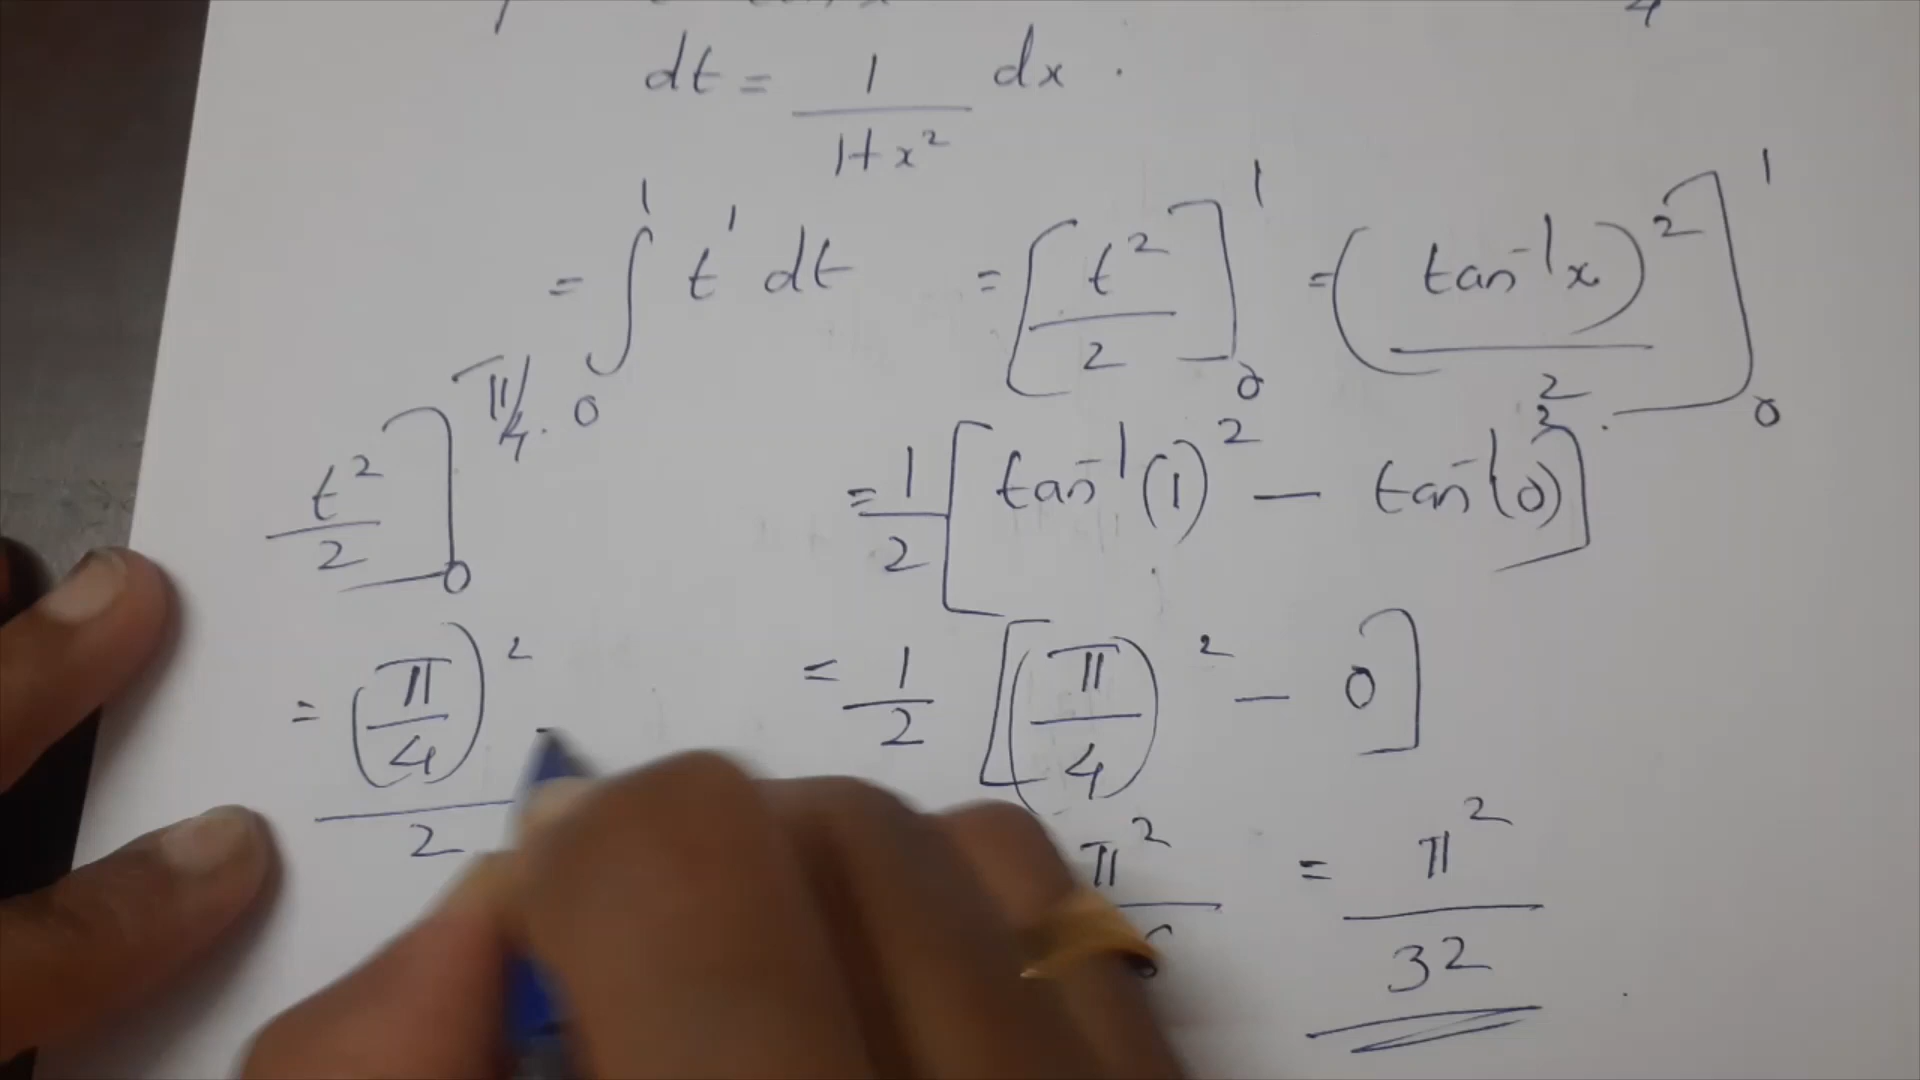 4
dt = 1/1+x² dx .
= ∫₀¹ t¹ dt = [t²/2]₀¹ = (tan⁻¹x)²/2]₀¹
t²/2]₀^π/4 .
= 1/2 [tan⁻¹(1)² − tan⁻¹(0)²]
= (π/4)²/2 = 1/2 [(π/4)² − 0]
π² = π²/32